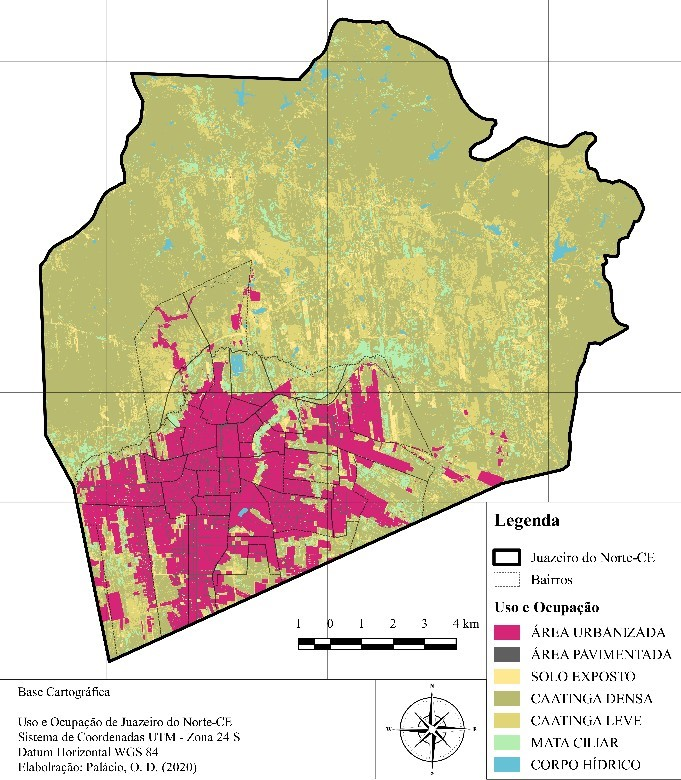 Legenda
Juazeiro do Norte-CE
Bairros
Uso e Ocupação
ÁREA URBANIZADA
ÁREA PAVIMENTADA
SOLO EXPOSTO
CAATINGA DENSA
CAATINGA LEVE
MATA CILIAR
CORPO HÍDRICO
1 0 1 2 3 4 km
Base Cartográfica
Uso e Ocupação de Juazeiro do Norte-CE
Sistema de Coordenadas UTM - Zona 24 S
Datum Horizontal WGS 84
Elabolração: Palácio, O. D. (2020)
N
W
E
S